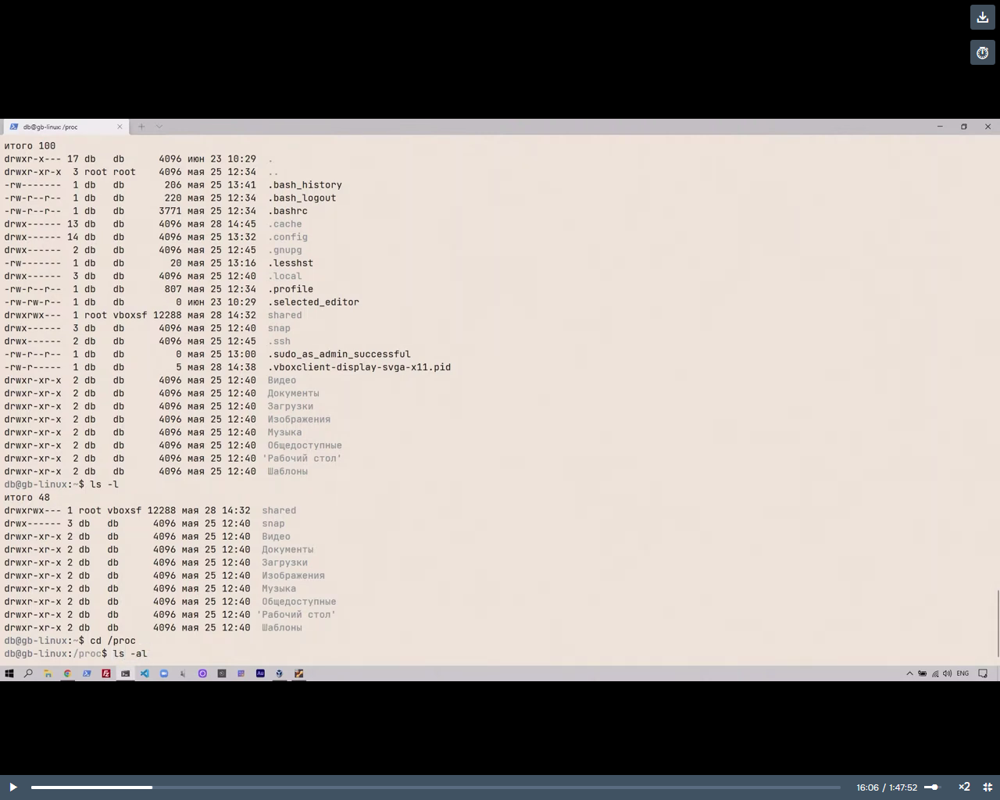 db@gb-linux: /proc
итого 100
drwxr-x--- 17 db   db      4096 июн 23 10:29  .
drwxr-xr-x  3 root root    4096 мая 25 12:34  ..
-rw-------  1 db   db       206 мая 25 13:41  .bash_history
-rw-r--r--  1 db   db       220 мая 25 12:34  .bash_logout
-rw-r--r--  1 db   db      3771 мая 25 12:34  .bashrc
drwx------ 13 db   db      4096 мая 28 14:45  .cache
drwx------ 14 db   db      4096 мая 25 13:32  .config
drwx------  2 db   db      4096 мая 25 12:45  .gnupg
-rw-------  1 db   db        20 мая 25 13:16  .lesshst
drwx------  3 db   db      4096 мая 25 12:40  .local
-rw-r--r--  1 db   db       807 мая 25 12:34  .profile
-rw-rw-r--  1 db   db         0 июн 23 10:29  .selected_editor
drwxrwx---  1 root vboxsf 12288 мая 28 14:32  shared
drwx------  3 db   db      4096 мая 25 12:40  snap
drwx------  2 db   db      4096 мая 25 12:45  .ssh
-rw-r--r--  1 db   db         0 мая 25 13:00  .sudo_as_admin_successful
-rw-r-----  1 db   db         5 мая 28 14:38  .vboxclient-display-svga-x11.pid
drwxr-xr-x  2 db   db      4096 мая 25 12:40  Видео
drwxr-xr-x  2 db   db      4096 мая 25 12:40  Документы
drwxr-xr-x  2 db   db      4096 мая 25 12:40  Загрузки
drwxr-xr-x  2 db   db      4096 мая 25 12:40  Изображения
drwxr-xr-x  2 db   db      4096 мая 25 12:40  Музыка
drwxr-xr-x  2 db   db      4096 мая 25 12:40  Общедоступные
drwxr-xr-x  2 db   db      4096 мая 25 12:40 'Рабочий стол'
drwxr-xr-x  2 db   db      4096 мая 25 12:40  Шаблоны
db@gb-linux:~$ ls -l
итого 48
drwxrwx--- 1 root vboxsf 12288 мая 28 14:32  shared
drwx------ 3 db   db      4096 мая 25 12:40  snap
drwxr-xr-x 2 db   db      4096 мая 25 12:40  Видео
drwxr-xr-x 2 db   db      4096 мая 25 12:40  Документы
drwxr-xr-x 2 db   db      4096 мая 25 12:40  Загрузки
drwxr-xr-x 2 db   db      4096 мая 25 12:40  Изображения
drwxr-xr-x 2 db   db      4096 мая 25 12:40  Музыка
drwxr-xr-x 2 db   db      4096 мая 25 12:40  Общедоступные
drwxr-xr-x 2 db   db      4096 мая 25 12:40 'Рабочий стол'
drwxr-xr-x 2 db   db      4096 мая 25 12:40  Шаблоны
db@gb-linux:~$ cd /proc
db@gb-linux:/proc$ ls -al
Au
ENG
16:06 / 1:47:52
×2